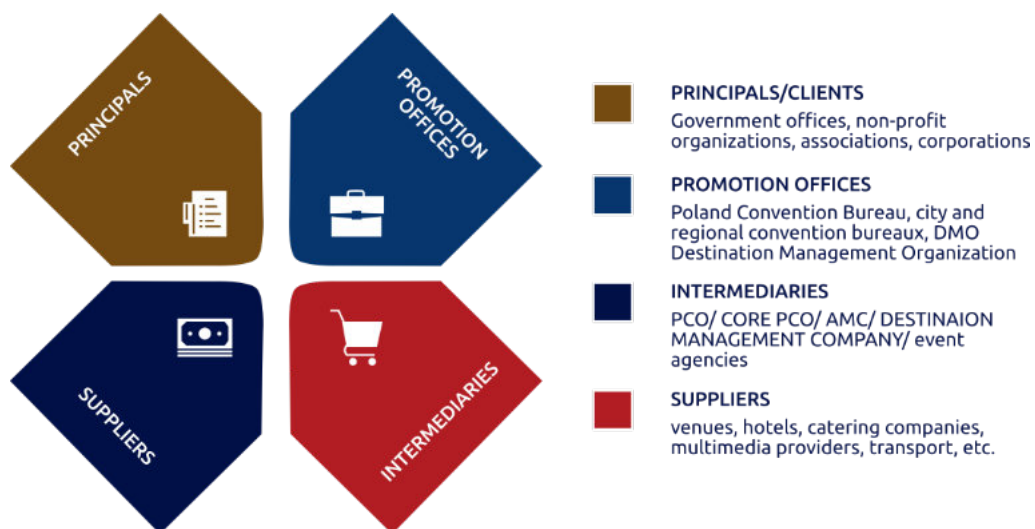 PRINCIPALS
PROMOTION
OFFICES
SUPPLIERS
INTERMEDIARIES
PRINCIPALS/CLIENTS
Government offices, non-profit
organizations, associations, corporations
PROMOTION OFFICES
Poland Convention Bureau, city and
regional convention bureaux, DMO
Destination Management Organization
INTERMEDIARIES
PCO/ CORE PCO/ AMC/ DESTINAION
MANAGEMENT COMPANY/ event
agencies
SUPPLIERS
venues, hotels, catering companies,
multimedia providers, transport, etc.